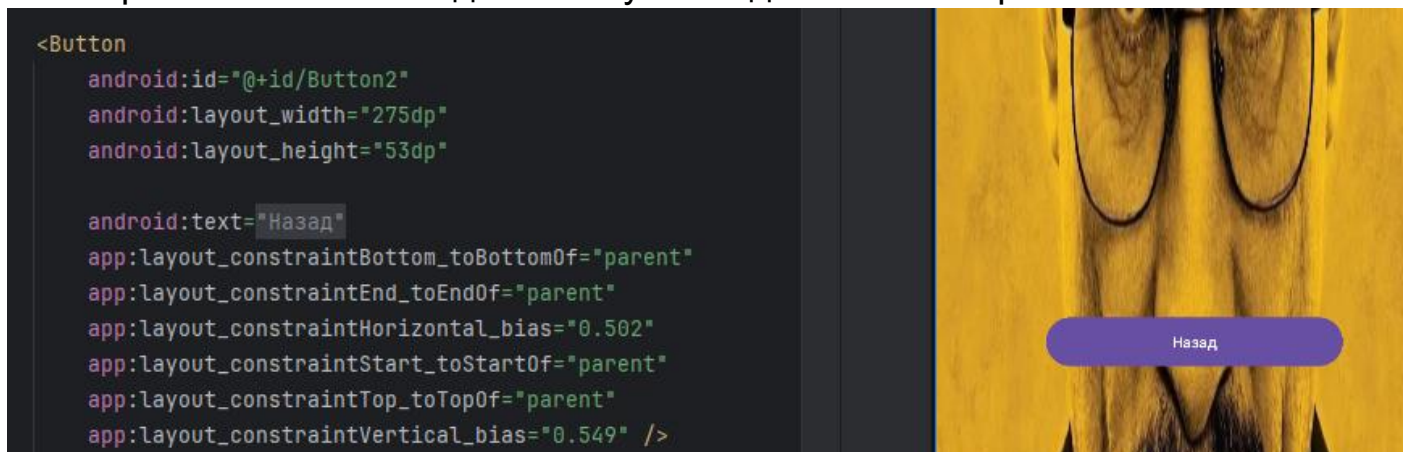 <Button
android:id="@+id/Button2"
android:layout_width="275dp"
android:layout_height="53dp"
android:text="Назад"
app:layout_constraintBottom_toBottomOf="parent"
app:layout_constraintEnd_toEndOf="parent"
app:layout_constraintHorizontal_bias="0.502"
app:layout_constraintStart_toStartOf="parent"
app:layout_constraintTop_toTopOf="parent"
app:layout_constraintVertical_bias="0.549" />
Назад